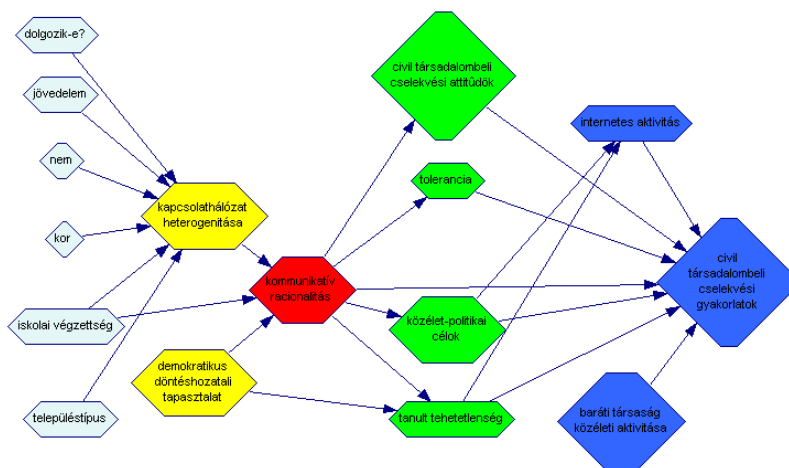 dolgozik-e?
jövedelem
nem
kor
iskolai végzettség
településtípus
kapcsolathálózat
heterogenitása
demokratikus
döntéshozatali
tapasztalat
kommunikatív
racionalitás
civil társadalombeli
cselekvési attitűdök
tolerancia
közélet-politikai
célok
tanult tehetetlenség
internetes aktivitás
civil
társadalombeli
cselekvési
gyakorlatok
baráti társaság
közéleti aktivitása